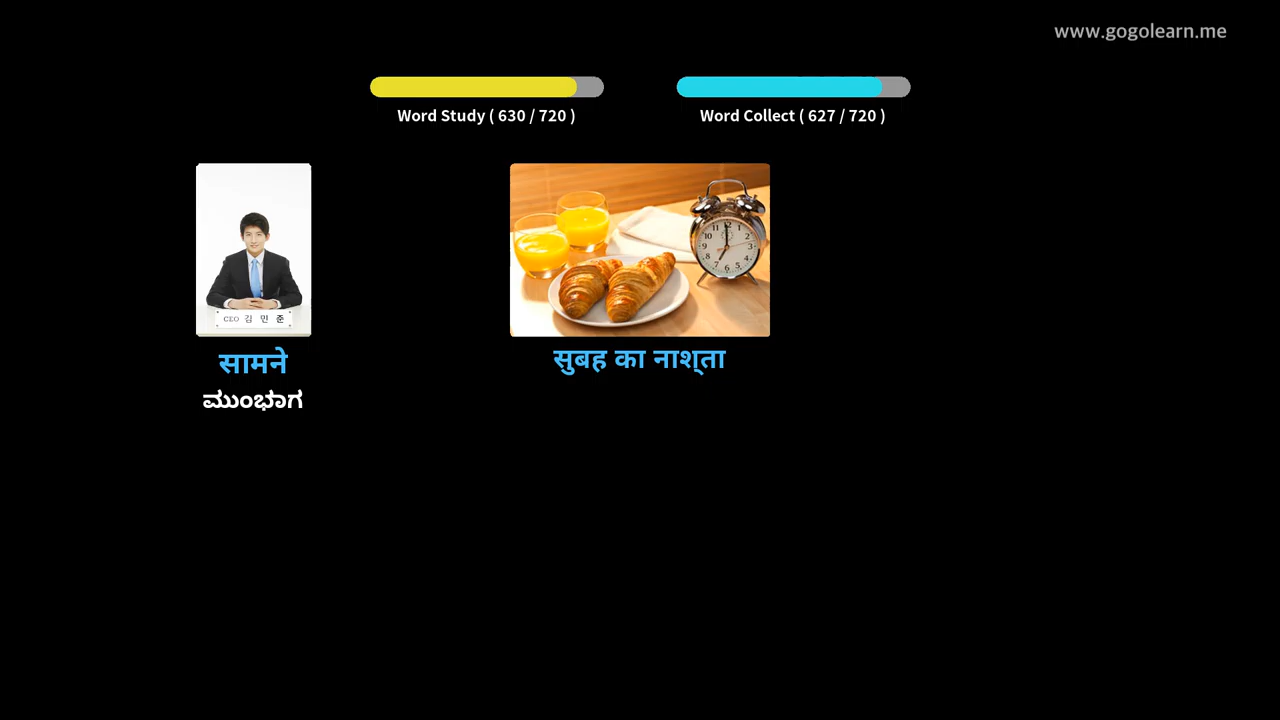 www.gogolearn.me
Word Study ( 630 / 720 )
Word Collect ( 627 / 720 )
CEO 김 민 준
सामने
ಮುಂಭಾಗ
सुबह का नाश्ता